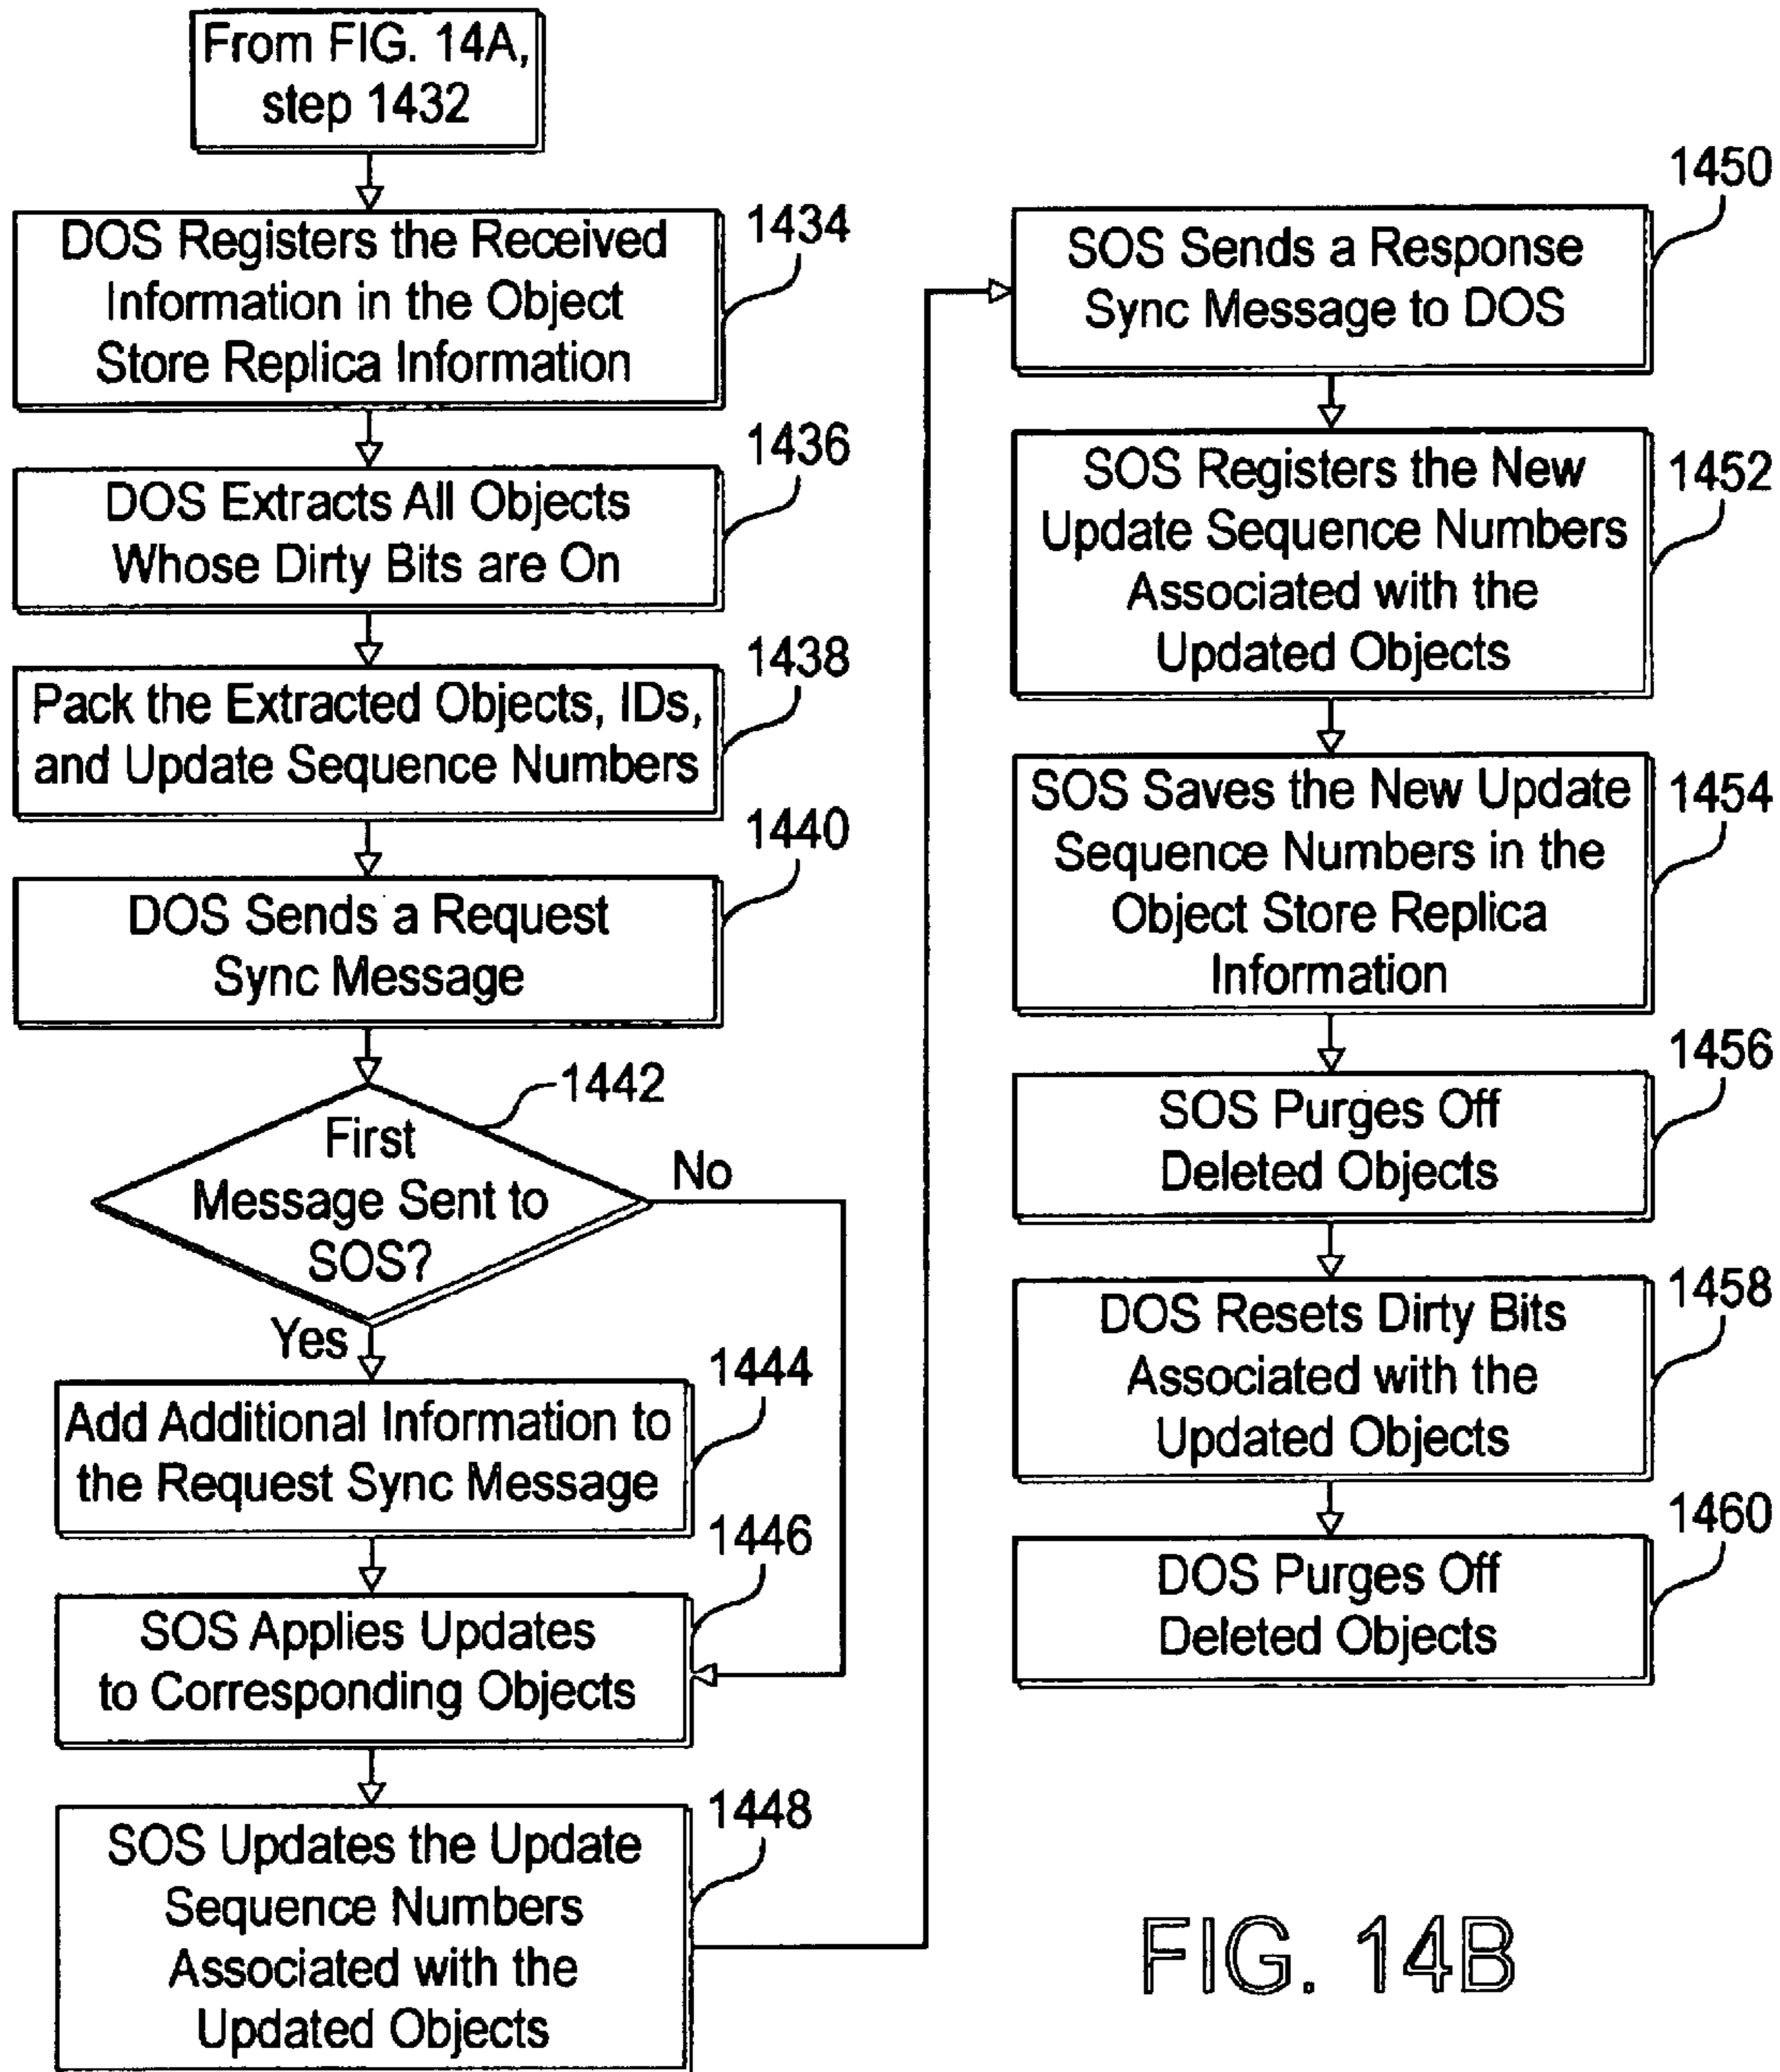 From FIG. 14A,
step 1432
DOS Registers the Received
Information in the Object
Store Replica Information
1434
DOS Extracts All Objects
Whose Dirty Bits are On
1436
Pack the Extracted Objects, IDs,
and Update Sequence Numbers
1438
DOS Sends a Request
Sync Message
1440
First
Message Sent to
SOS?
1442
No
Yes
Add Additional Information to
the Request Sync Message
1444
SOS Applies Updates
to Corresponding Objects
1446
SOS Updates the Update
Sequence Numbers
Associated with the
Updated Objects
1448
SOS Sends a Response
Sync Message to DOS
1450
SOS Registers the New
Update Sequence Numbers
Associated with the
Updated Objects
1452
SOS Saves the New Update
Sequence Numbers in the
Object Store Replica
Information
1454
SOS Purges Off
Deleted Objects
1456
DOS Resets Dirty Bits
Associated with the
Updated Objects
1458
DOS Purges Off
Deleted Objects
1460
FIG. 14B